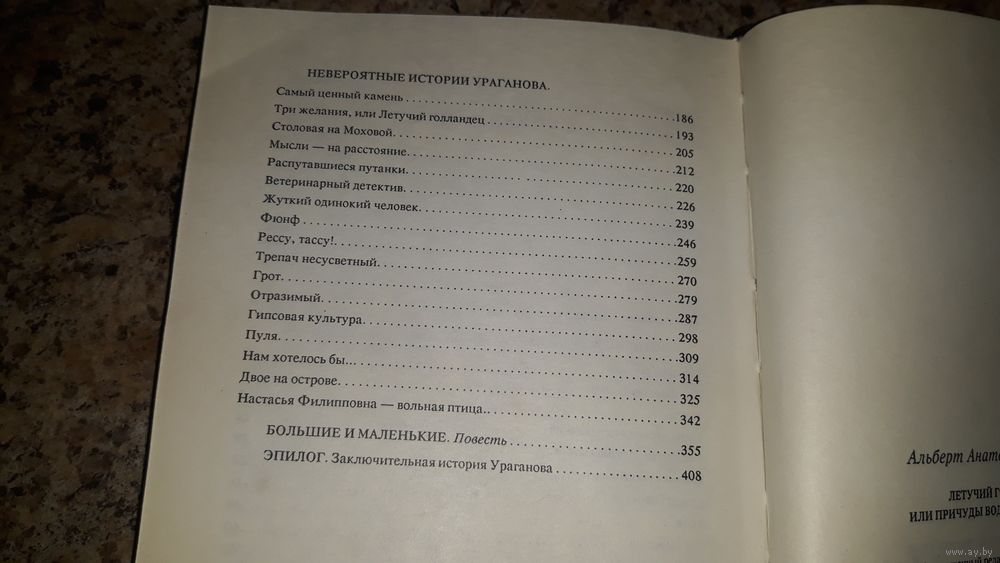 НЕВЕРОЯТНЫЕ ИСТОРИИ УРАГАНОВА.
Самый ценный камень . . . . . . . . . . . . . . . . . . . . . . . . . . . . . . . . . . . . . . . 186
Три желания, или Летучий голландец . . . . . . . . . . . . . . . . . . . . . . . . . . . 193
Столовая на Моховой. . . . . . . . . . . . . . . . . . . . . . . . . . . . . . . . . . . . . . . 205
Мысли — на расстояние. . . . . . . . . . . . . . . . . . . . . . . . . . . . . . . . . . . . . 212
Распутавшиеся путанки. . . . . . . . . . . . . . . . . . . . . . . . . . . . . . . . . . . . . 220
Ветеринарный детектив. . . . . . . . . . . . . . . . . . . . . . . . . . . . . . . . . . . . . 226
Жуткий одинокий человек. . . . . . . . . . . . . . . . . . . . . . . . . . . . . . . . . . . 239
Фюнф . . . . . . . . . . . . . . . . . . . . . . . . . . . . . . . . . . . . . . . . . . . . . . . . . 246
Рессу, тассу!. . . . . . . . . . . . . . . . . . . . . . . . . . . . . . . . . . . . . . . . . . . . . 259
Трепач несусветный. . . . . . . . . . . . . . . . . . . . . . . . . . . . . . . . . . . . . . . . 270
Грот. . . . . . . . . . . . . . . . . . . . . . . . . . . . . . . . . . . . . . . . . . . . . . . . . . . 279
Отразимый. . . . . . . . . . . . . . . . . . . . . . . . . . . . . . . . . . . . . . . . . . . . . . 287
Гипсовая культура. . . . . . . . . . . . . . . . . . . . . . . . . . . . . . . . . . . . . . . . . 298
Пуля. . . . . . . . . . . . . . . . . . . . . . . . . . . . . . . . . . . . . . . . . . . . . . . . . . . 309
Нам хотелось бы... . . . . . . . . . . . . . . . . . . . . . . . . . . . . . . . . . . . . . . . . 314
Двое на острове. . . . . . . . . . . . . . . . . . . . . . . . . . . . . . . . . . . . . . . . . . . 325
Настасья Филипповна — вольная птица.. . . . . . . . . . . . . . . . . . . . . . . . . 342
БОЛЬШИЕ И МАЛЕНЬКИЕ. Повесть . . . . . . . . . . . . . . . . . . . . . . . 355
ЭПИЛОГ. Заключительная история Ураганова . . . . . . . . . . . . . . . . . 408
Альберт Анат
ЛЕТУЧИЙ Г
ИЛИ ПРИЧУДЫ ВОД
www.ay.by